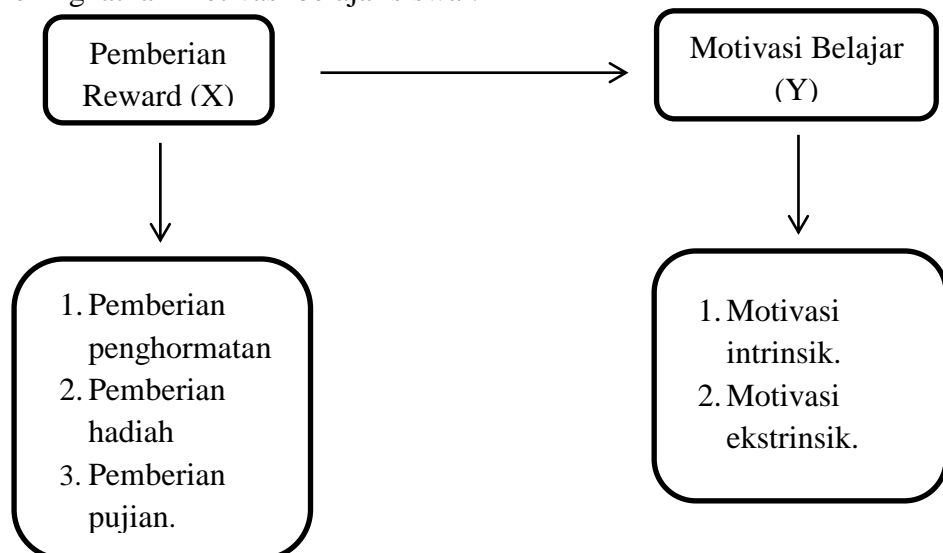 Pemberian
Reward (X)
Motivasi Belajar
(Y)
1. Pemberian
penghormatan
2. Pemberian
hadiah
3. Pemberian
pujian.
1. Motivasi
intrinsik.
2. Motivasi
ekstrinsik.